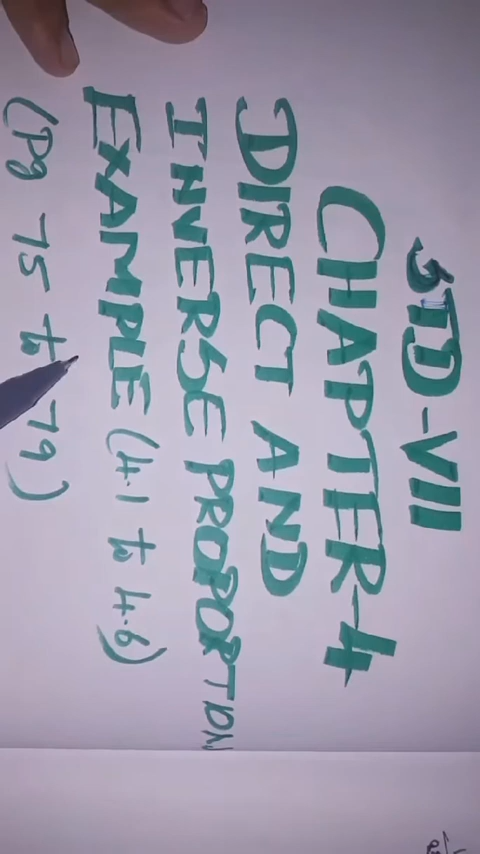 STD-VII
CHAPTER-4
DIRECT AND
INVERSE PROPORTION
EXAMPLE (4.1 to 4.6)
(pg 75 to 79)